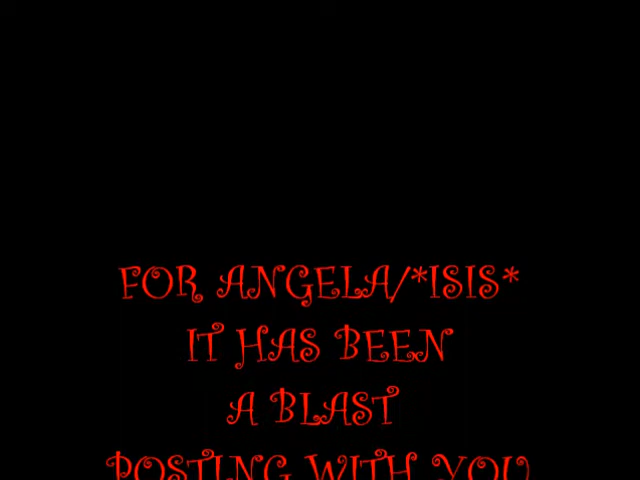 FOR ANGELA/*ISIS*
IT HAS BEEN
A BLAST
POSTING WITH YOU